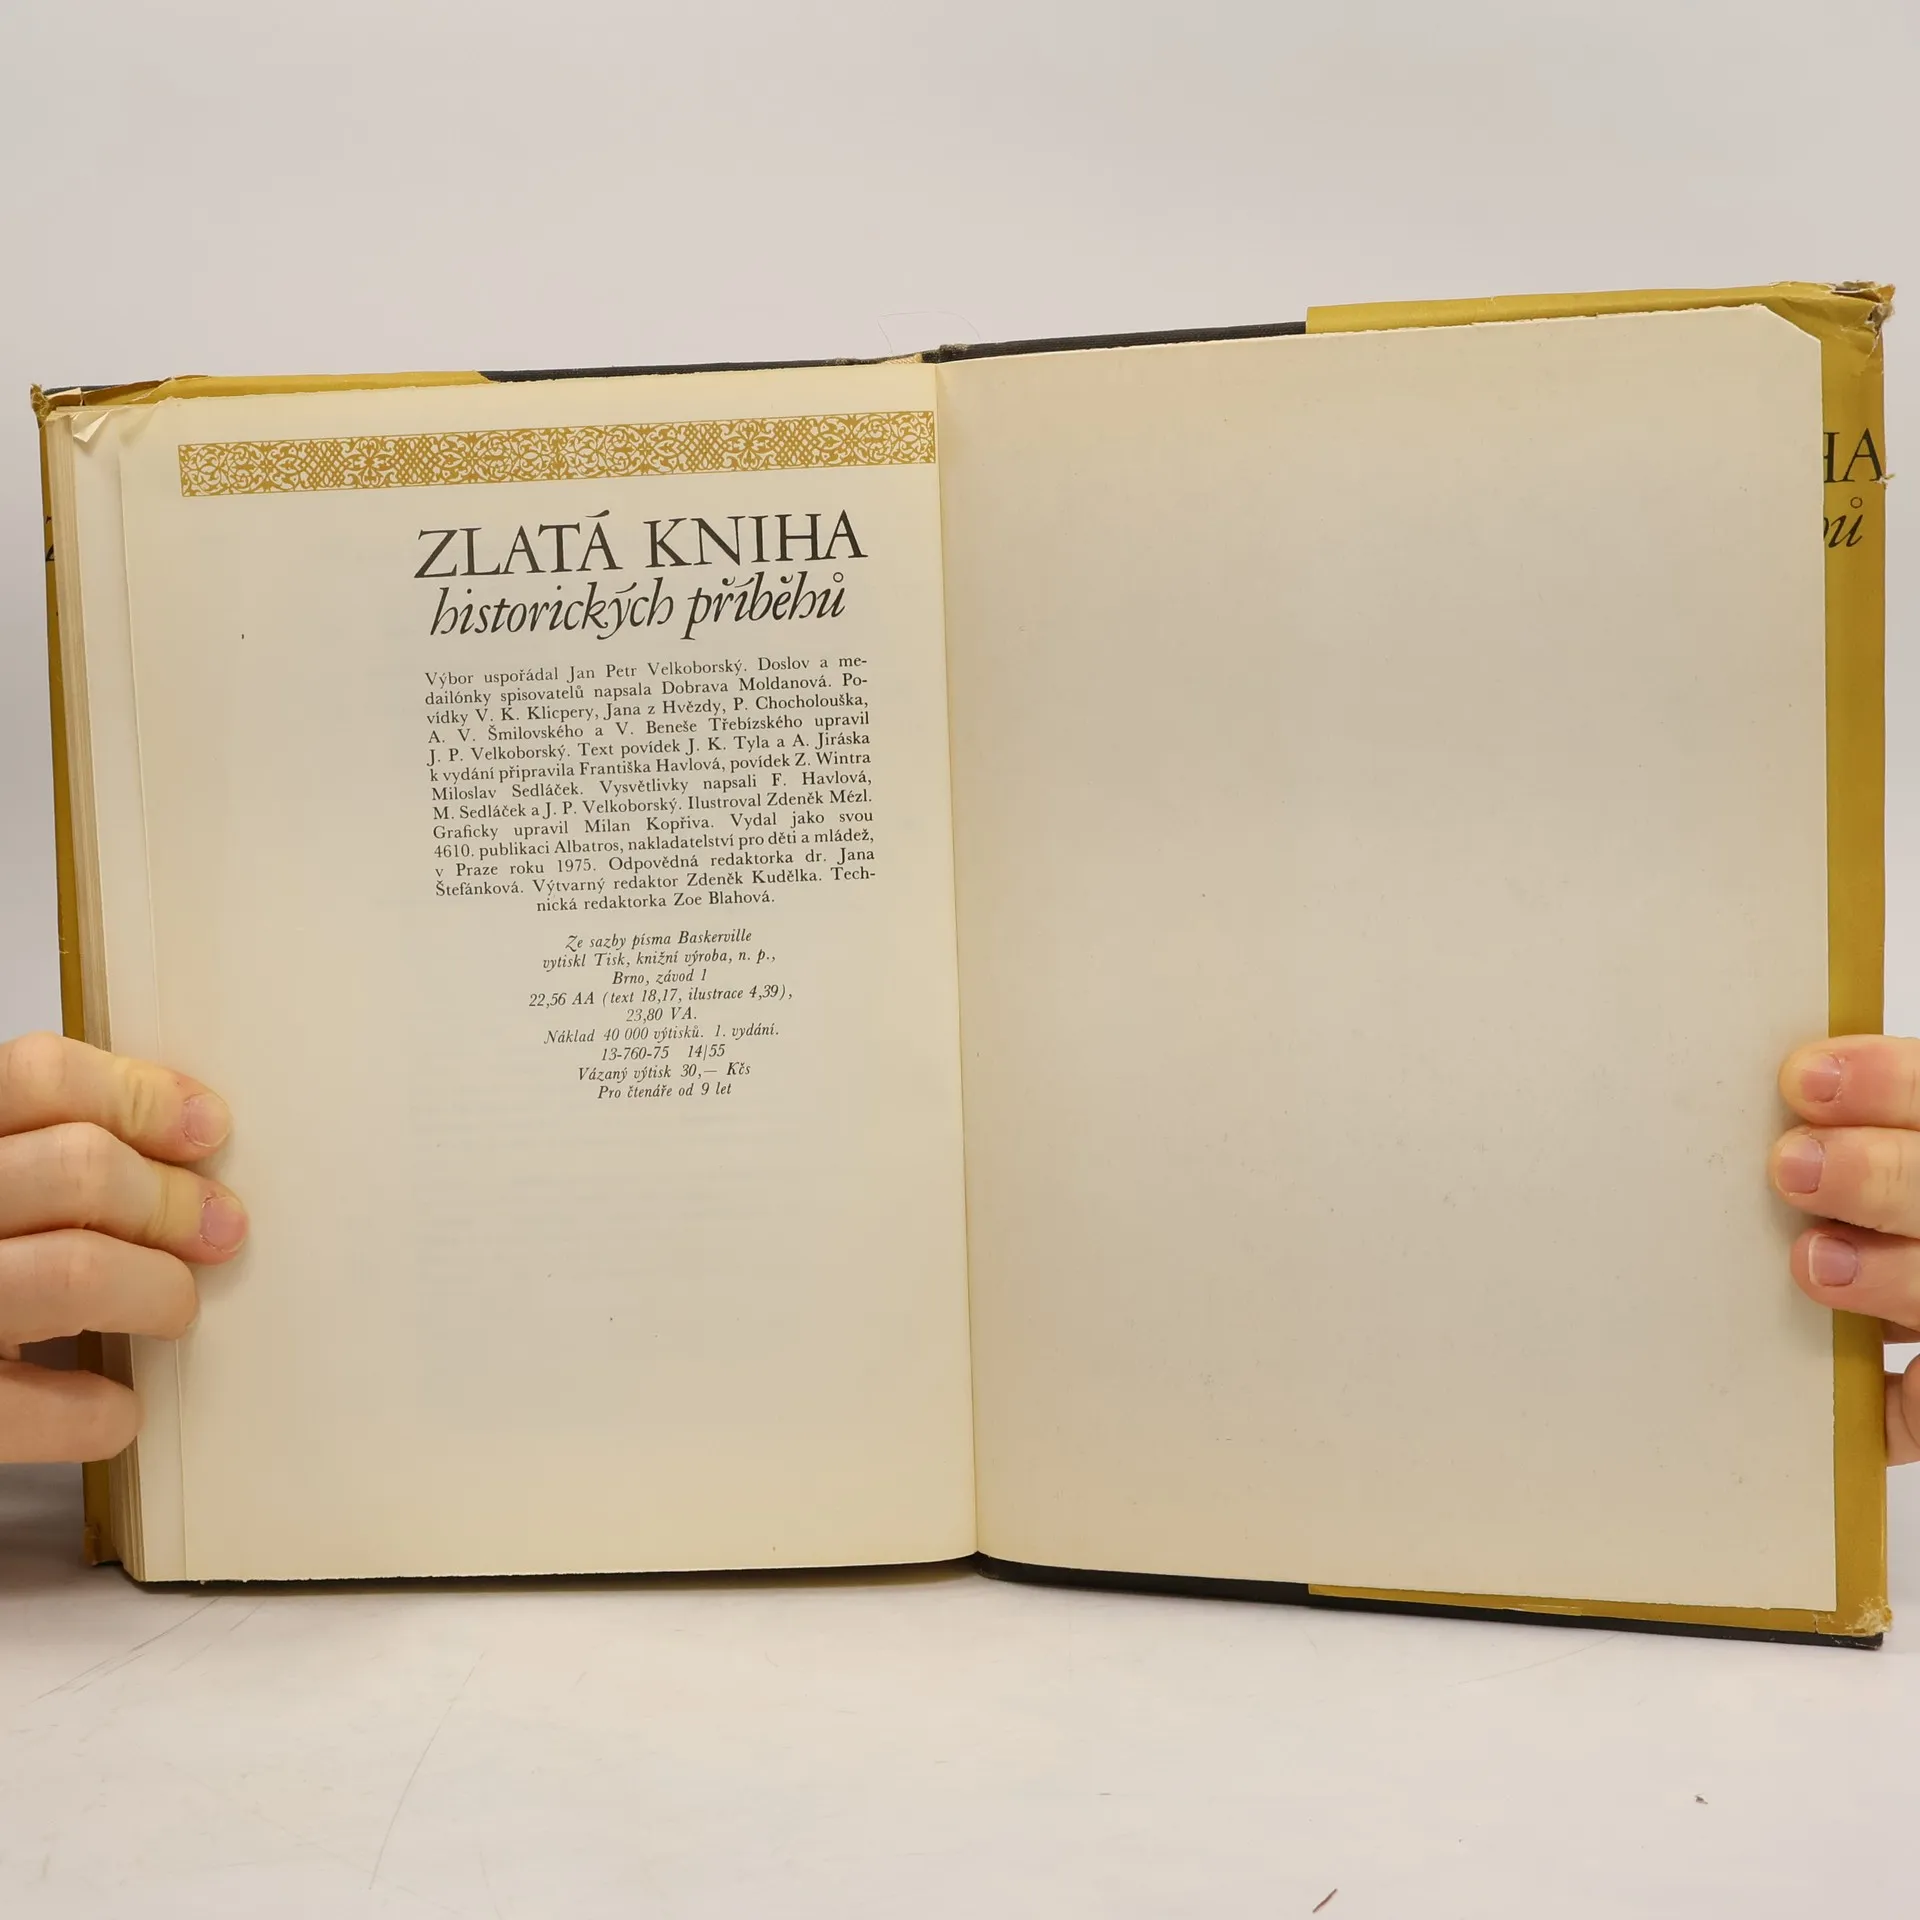 ZLATÁ KNIHA
historických příběhů
Výbor uspořádal Jan Petr Velkoborský. Doslov a me-
dailónky spisovatelů napsala Dobrava Moldanová. Po-
vídky V. K. Klicpery, Jana z Hvězdy, P. Chocholouška,
A. V. Šmilovského a V. Beneše Třebízského upravil
J. P. Velkoborský. Text povídek J. K. Tyla a A. Jiráska
k vydání připravila Františka Havlová, povídek Z. Wintra
Miloslav Sedláček. Vysvětlivky napsali F. Havlová,
M. Sedláček a J. P. Velkoborský. Ilustroval Zdeněk Mézl.
Graficky upravil Milan Kopřiva. Vydal jako svou
4610. publikaci Albatros, nakladatelství pro děti a mládež,
v Praze roku 1975. Odpovědná redaktorka dr. Jana
Štefánková. Výtvarný redaktor Zdeněk Kudělka. Tech-
nická redaktorka Zoe Blahová.
Ze sazby písma Baskerville
vytiskl Tisk, knižní výroba, n. p.,
Brno, závod 1
22,56 AA (text 18,17, ilustrace 4,39),
23,80 VA.
Náklad 40 000 výtisků. 1. vydání.
13-760-75 14/55
Vázaný výtisk 30,— Kčs
Pro čtenáře od 9 let
HA
ů